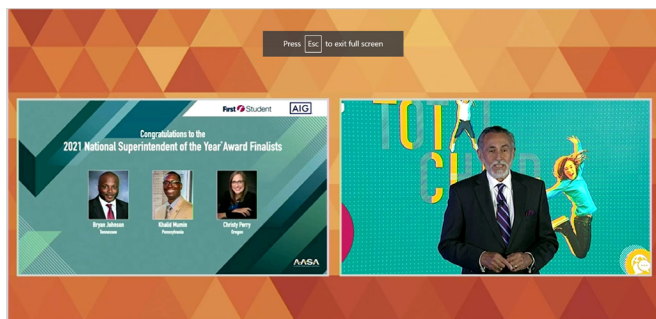 Press Esc to exit full screen
First Student
AIG
Congratulations to the
2021 National Superintendent of the Year® Award Finalists
Bryan Johnson
Tennessee
Khalid Mumin
Pennsylvania
Christy Perry
Oregon
AASA
TOTAL
CHILD